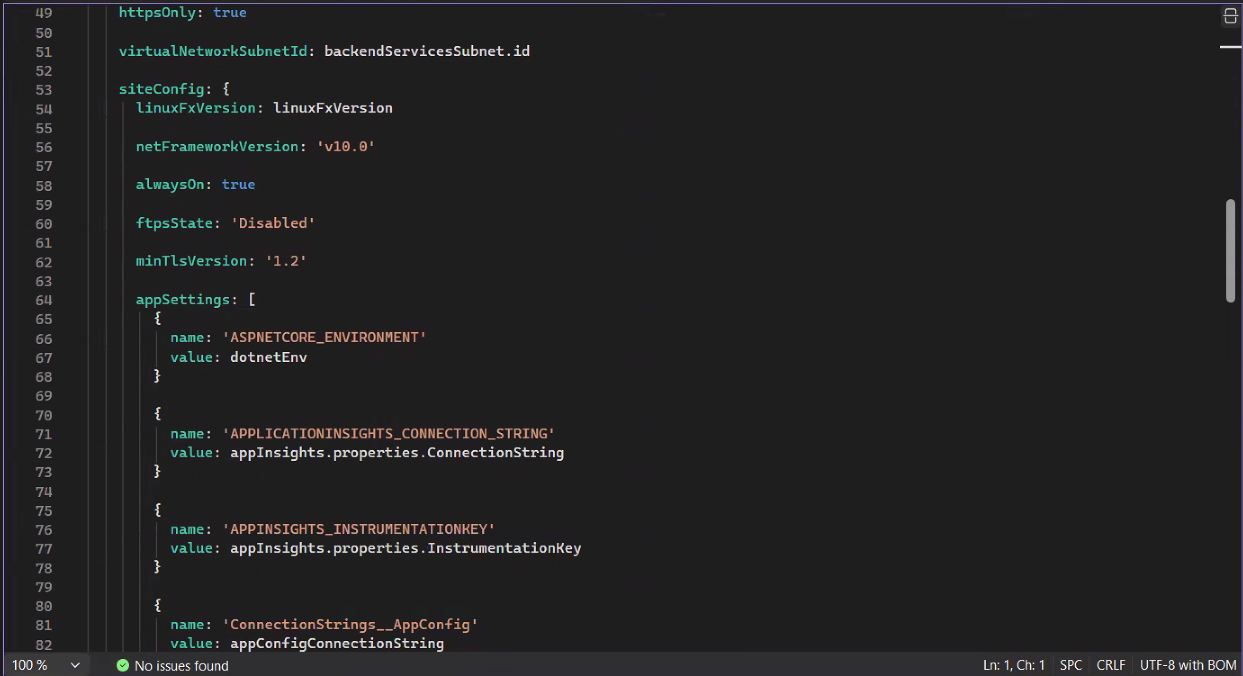 49 httpsOnly: true
50
51 virtualNetworkSubnetId: backendServicesSubnet.id
52
53 siteConfig: {
54 linuxFxVersion: linuxFxVersion
55
56 netFrameworkVersion: 'v10.0'
57
58 alwaysOn: true
59
60 ftpsState: 'Disabled'
61
62 minTlsVersion: '1.2'
63
64 appSettings: [
65 {
66 name: 'ASPNETCORE_ENVIRONMENT'
67 value: dotnetEnv
68 }
69
70 {
71 name: 'APPLICATIONINSIGHTS_CONNECTION_STRING'
72 value: appInsights.properties.ConnectionString
73 }
74
75 {
76 name: 'APPINSIGHTS_INSTRUMENTATIONKEY'
77 value: appInsights.properties.InstrumentationKey
78 }
79
80 {
81 name: 'ConnectionStrings__AppConfig'
82 value: appConfigConnectionString
100 % No issues found Ln: 1, Ch: 1 SPC CRLF UTF-8 with BOM